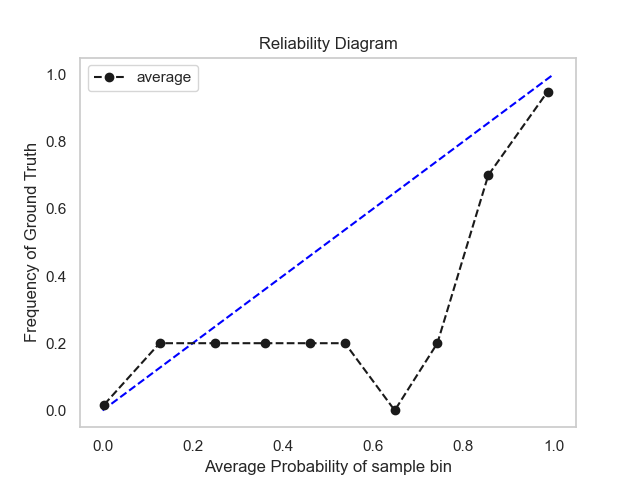 Reliability Diagram
average
Frequency of Ground Truth
1.0
0.8
0.6
0.4
0.2
0.0
0.0 0.2 0.4 0.6 0.8 1.0
Average Probability of sample bin